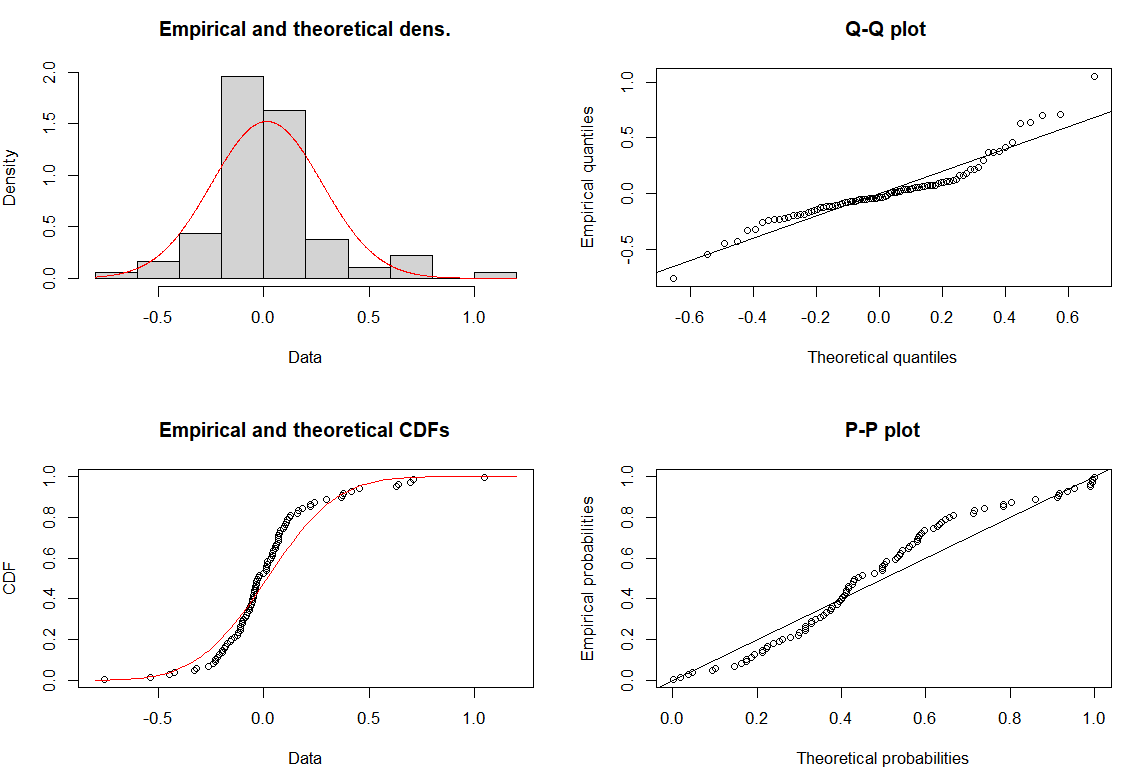 Empirical and theoretical dens.
Density
0.0 0.5 1.0 1.5 2.0
-0.5 0.0 0.5 1.0
Data
Q-Q plot
Empirical quantiles
-0.5 0.0 0.5 1.0
-0.6 -0.4 -0.2 0.0 0.2 0.4 0.6
Theoretical quantiles
Empirical and theoretical CDFs
CDF
0.0 0.2 0.4 0.6 0.8 1.0
-0.5 0.0 0.5 1.0
Data
P-P plot
Empirical probabilities
0.0 0.2 0.4 0.6 0.8 1.0
0.0 0.2 0.4 0.6 0.8 1.0
Theoretical probabilities